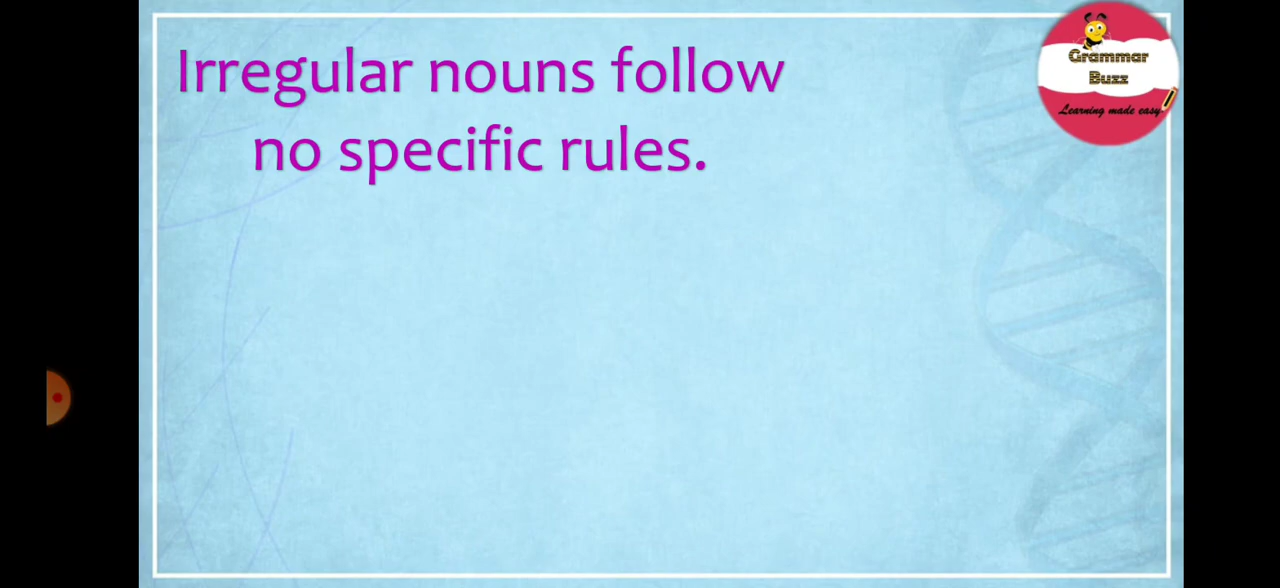 Irregular nouns follow
no specific rules.
Grammar
Buzz
Learning made easy.